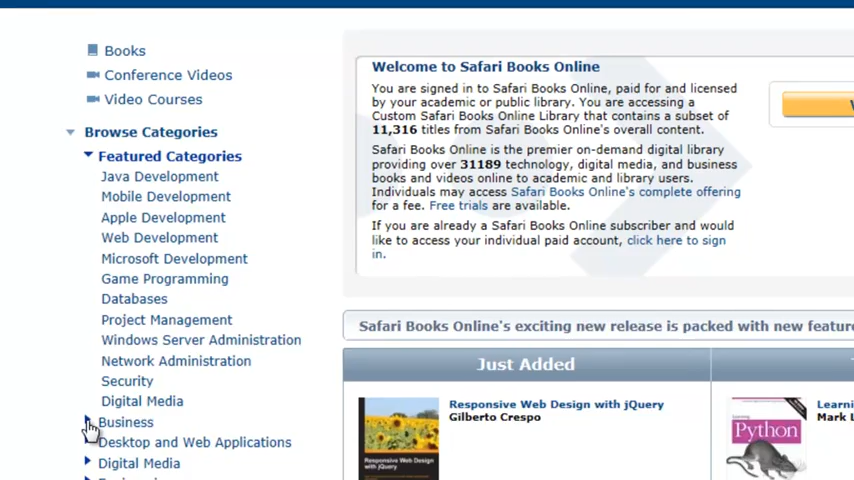 Books
Conference Videos
Video Courses
Browse Categories
Featured Categories
Java Development
Mobile Development
Apple Development
Web Development
Microsoft Development
Game Programming
Databases
Project Management
Windows Server Administration
Network Administration
Security
Digital Media
Business
Desktop and Web Applications
Digital Media
Welcome to Safari Books Online
You are signed in to Safari Books Online, paid for and licensed
by your academic or public library. You are accessing a
Custom Safari Books Online Library that contains a subset of
11,316 titles from Safari Books Online's overall content.
Safari Books Online is the premier on-demand digital library
providing over 31189 technology, digital media, and business
books and videos online to academic and library users.
Individuals may access Safari Books Online's complete offering
for a fee. Free trials are available.
If you are already a Safari Books Online subscriber and would
like to access your individual paid account, click here to sign
in.
Safari Books Online's exciting new release is packed with new
Just Added
Responsive Web Design with jQuery
Gilberto Crespo
Responsive Web Design
with jQuery
Learning
Python
Mark